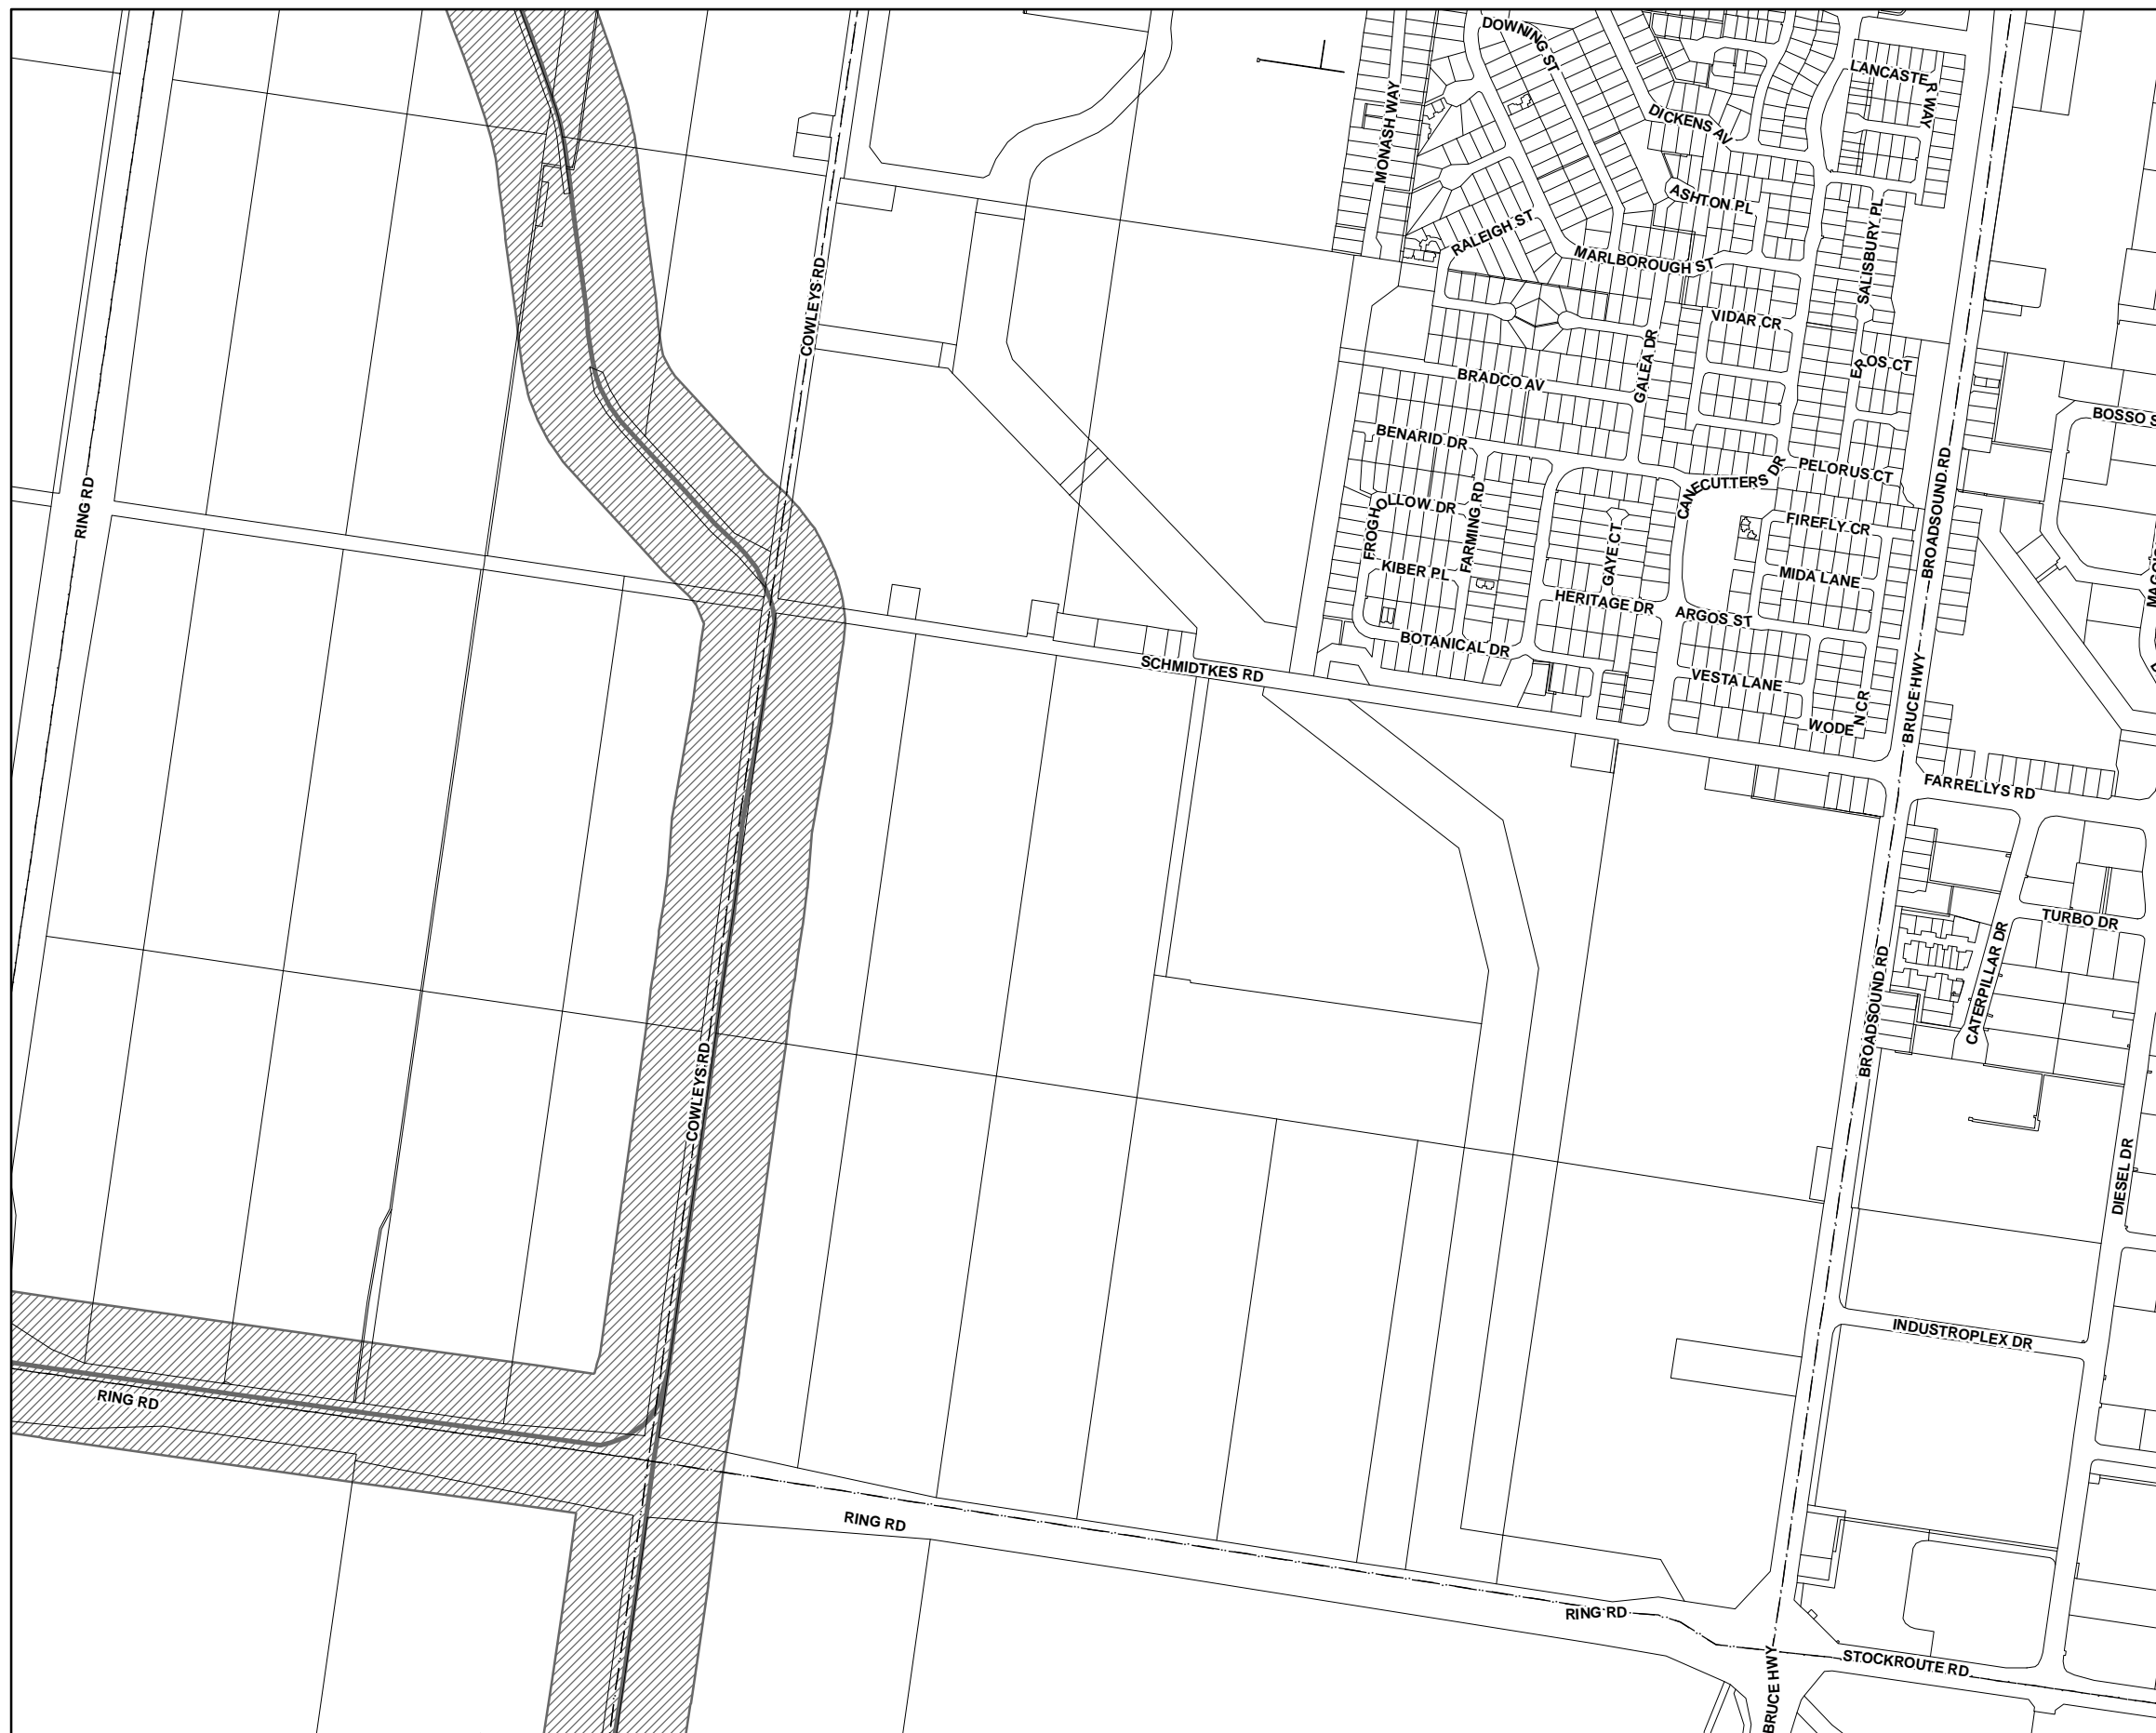 DOWNING ST
LANCASTER WAY
MONASH WAY
DICKENS AV
ASHTON PL
RALEIGH ST
SALISBURY PL
MARLBOROUGH ST
COWLEYS RD
VIDAR CR
GALEA DR
EROS CT
BRADCO AV
BOSSO S
BENARID DR
RING RD
PELORUS CT
CANECUTTERS DR
BROADSOUND RD
FROGHOLLOW DR
FARMING RD
FIREFLY CR
GAYE CT
KIBER PL
MIDA LANE
HERITAGE DR
ARGOS ST
BOTANICAL DR
SCHMIDTKES RD
VESTA LANE
BRUCE HWY
WODEN CR
FARRELLYS RD
TURBO DR
CATERPILLAR DR
BROADSOUND RD
COWLEYS RD
DIESEL DR
INDUSTROPLEX DR
RING RD
RING RD
RING RD
STOCKROUTE RD
BRUCE HWY